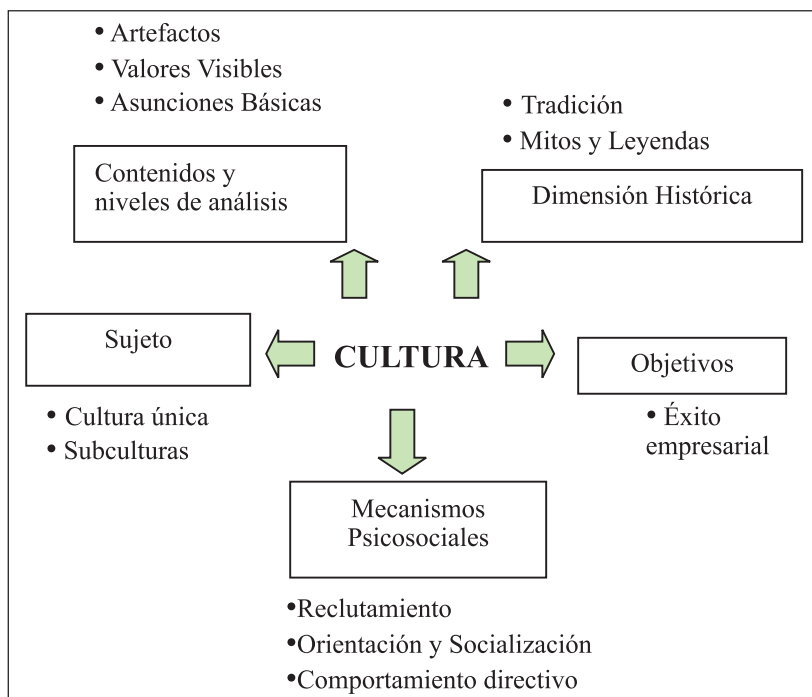 • Artefactos
• Valores Visibles
• Asunciones Básicas
Contenidos y
niveles de análisis
• Tradición
• Mitos y Leyendas
Dimensión Histórica
Sujeto
• Cultura única
• Subculturas
CULTURA
Objetivos
• Éxito
empresarial
Mecanismos
Psicosociales
•Reclutamiento
•Orientación y Socialización
•Comportamiento directivo